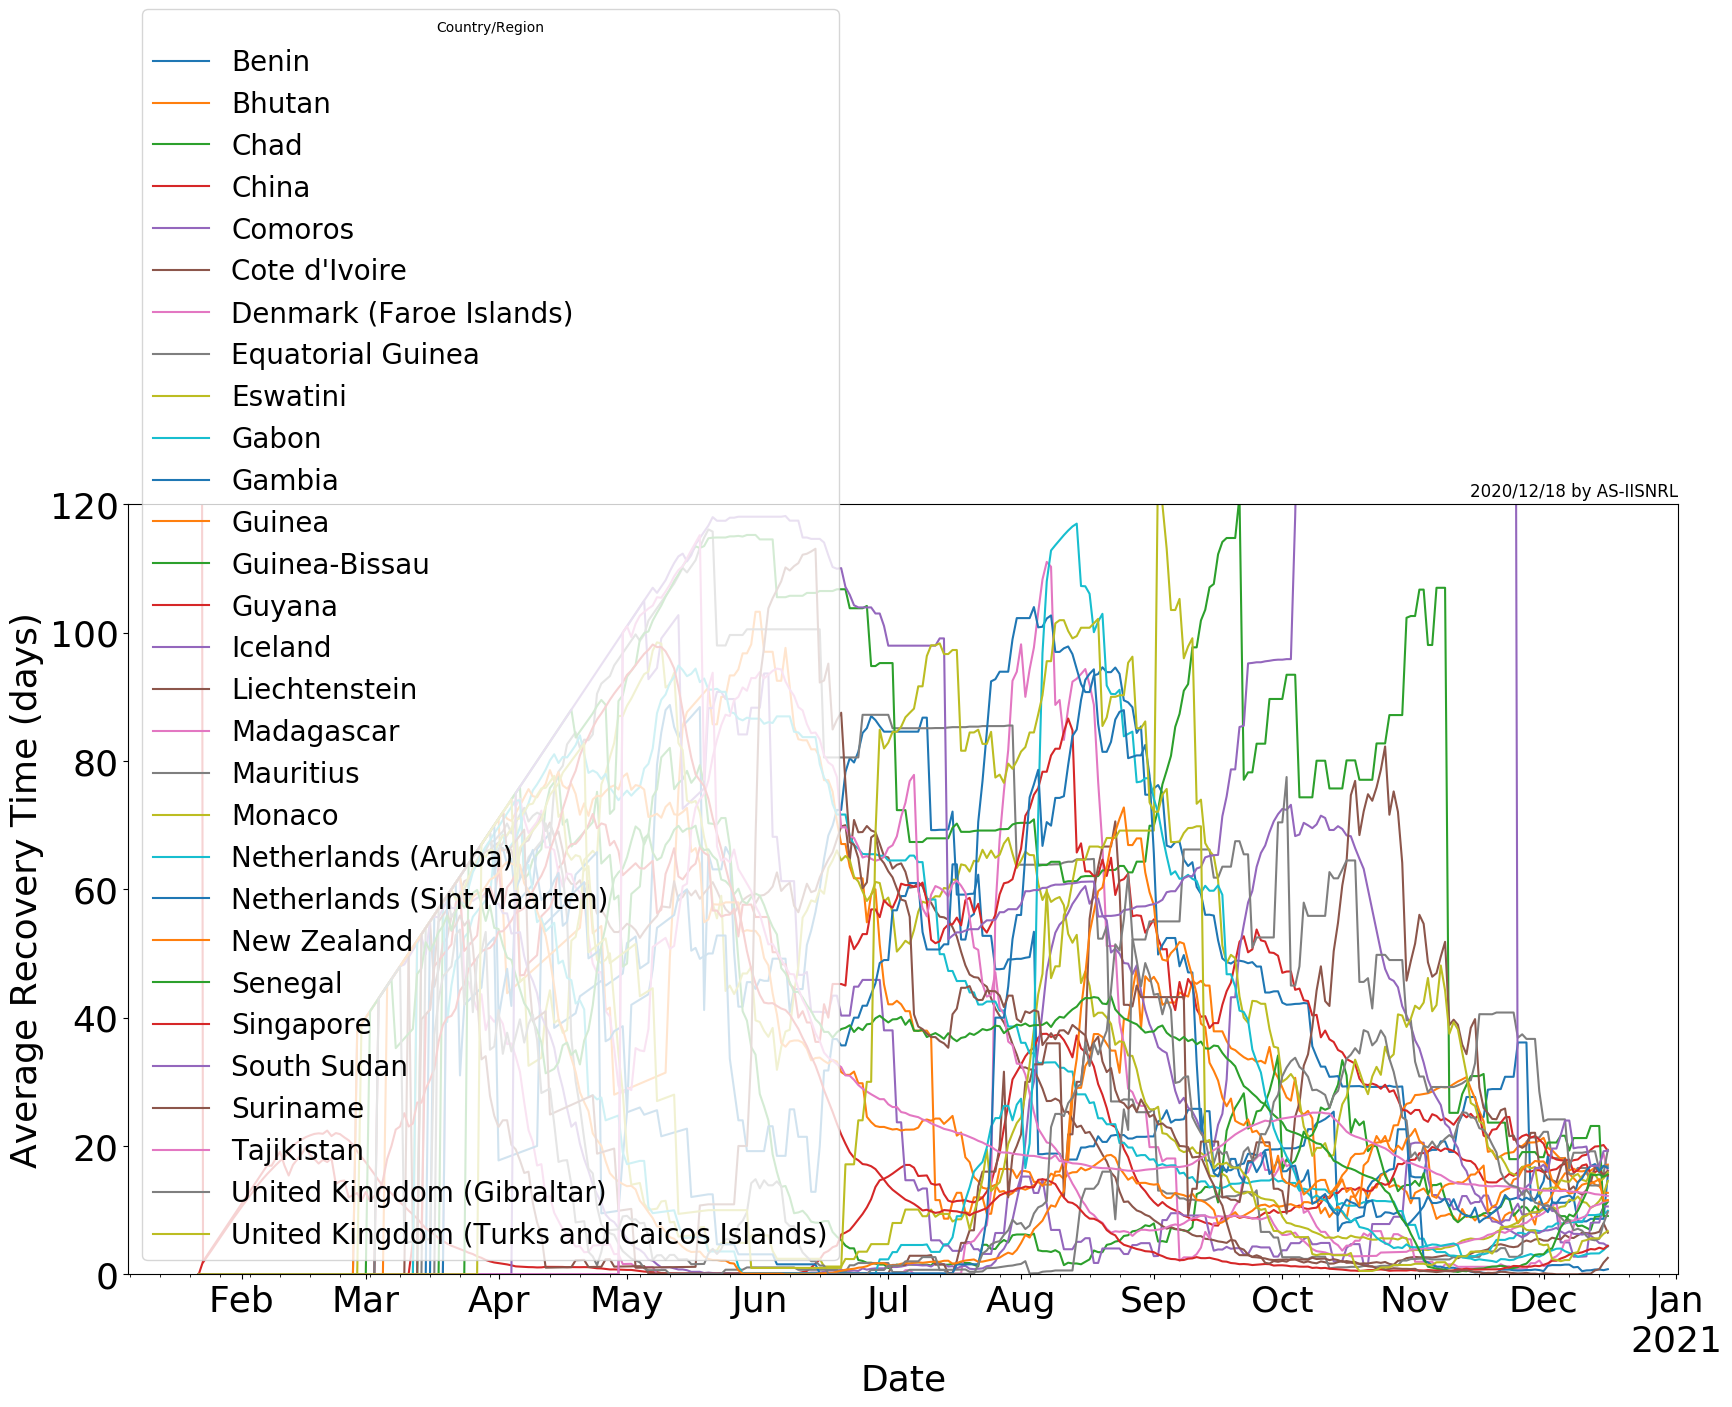 Country/Region
Benin
Bhutan
Chad
China
Comoros
Cote d'Ivoire
Denmark (Faroe Islands)
Equatorial Guinea
Eswatini
Gabon
Gambia
Guinea
Guinea-Bissau
Guyana
Iceland
Liechtenstein
Madagascar
Mauritius
Monaco
Netherlands (Aruba)
Netherlands (Sint Maarten)
New Zealand
Senegal
Singapore
South Sudan
Suriname
Tajikistan
United Kingdom (Gibraltar)
United Kingdom (Turks and Caicos Islands)
2020/12/18 by AS-IISNRL
Average Recovery Time (days)
120
100
80
60
40
20
0
Feb Mar Apr May Jun Jul Aug Sep Oct Nov Dec Jan
2021
Date